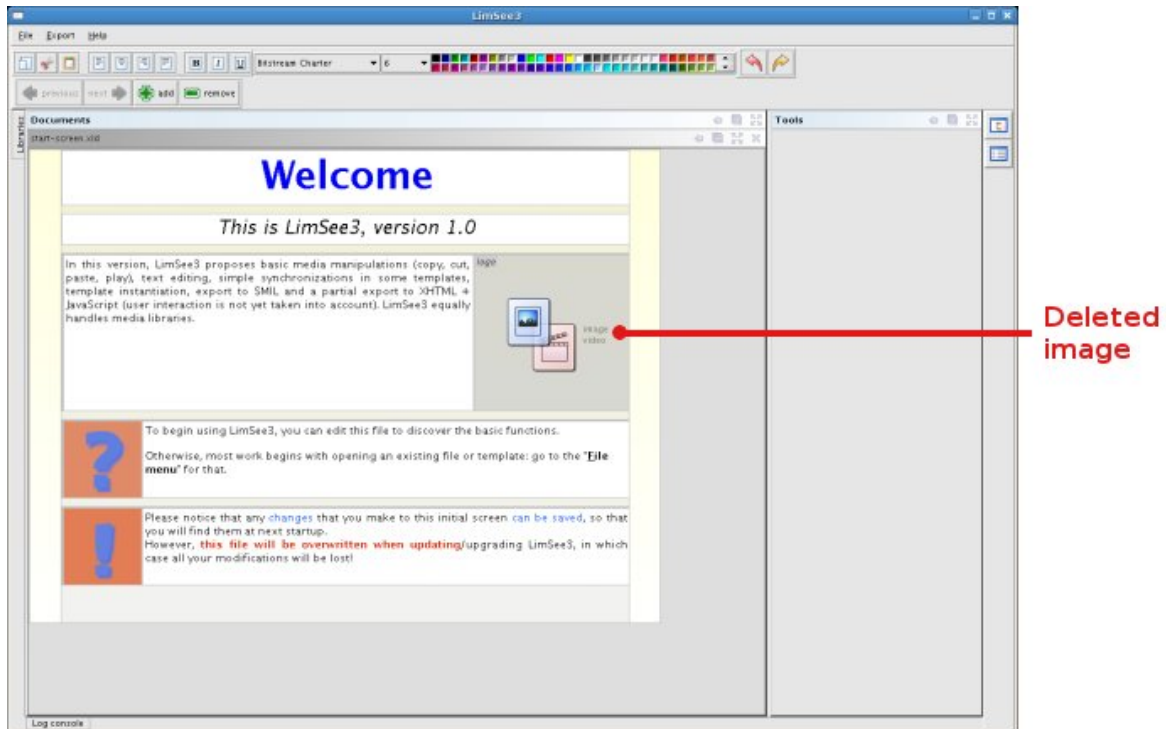 LimSee3
File Export Help
B I U Bitstream Charter 6
previous next add remove
Libraries
Documents
Tools
start-screen.xld
Welcome
This is LimSee3, version 1.0
In this version, LimSee3 proposes basic media manipulations (copy, cut,
paste, play), text editing, simple synchronizations in some templates,
template instantiation, export to SMIL and a partial export to XHTML +
JavaScript (user interaction is not yet taken into account). LimSee3 equally
handles media libraries.
logo
image
video
Deleted
image
To begin using LimSee3, you can edit this file to discover the basic functions.
Otherwise, most work begins with opening an existing file or template: go to the "File
menu" for that.
?
Please notice that any changes that you make to this initial screen can be saved, so that
you will find them at next startup.
However, this file will be overwritten when updating/upgrading LimSee3, in which
case all your modifications will be lost!
!
Log console